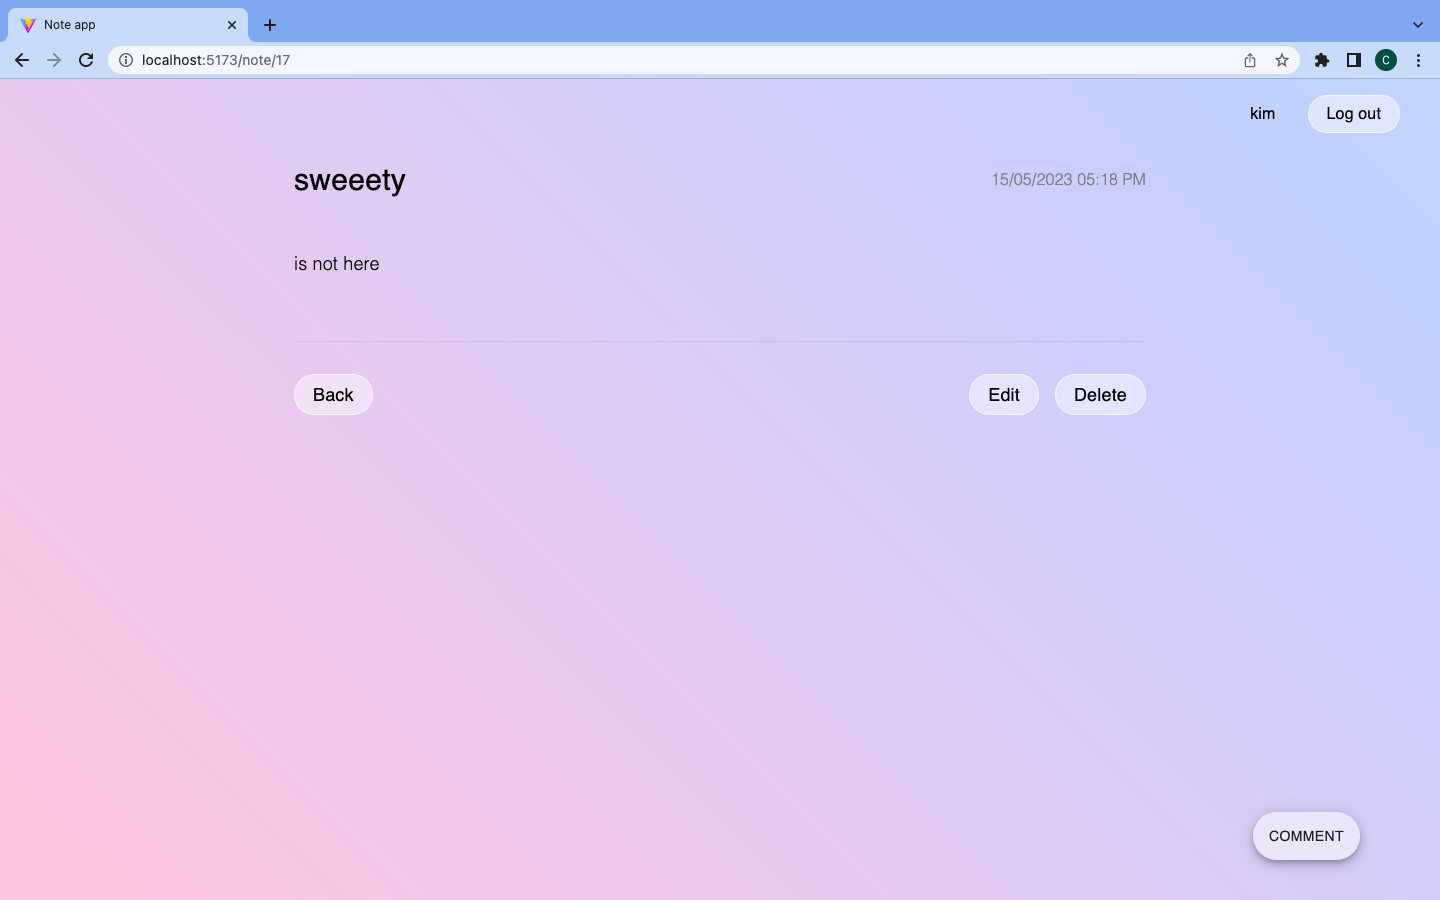 Note app
localhost:5173/note/17
C
kim
Log out
sweeety
15/05/2023 05:18 PM
is not here
Back
Edit
Delete
COMMENT